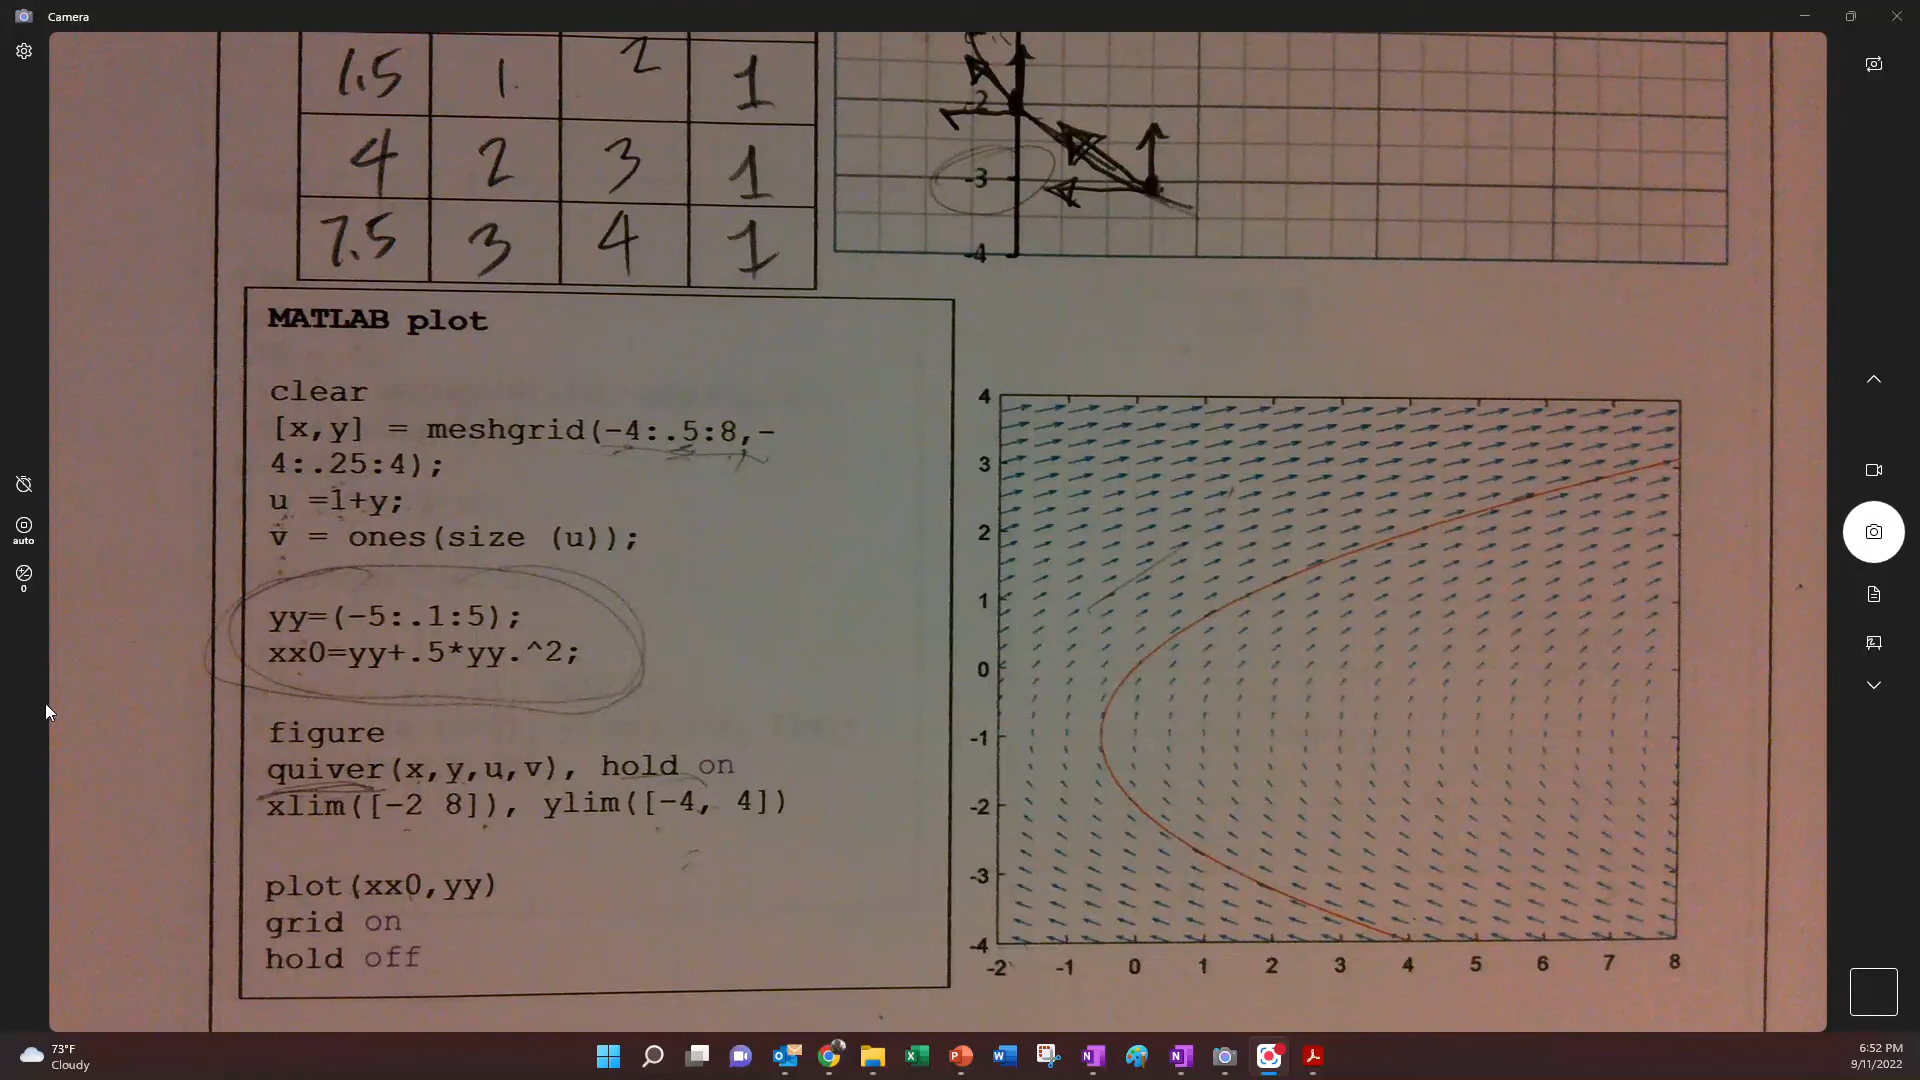 Camera
1.5 1 2 1
4 2 3 1
7.5 3 4 1
-2
-3
-4
MATLAB plot
clear
[x,y] = meshgrid(-4:.5:8,-
4:.25:4);
u =1+y;
v = ones(size (u));
yy=(-5:.1:5);
xx0=yy+.5*yy.^2;
figure
quiver(x,y,u,v), hold on
xlim([-2 8]), ylim([-4, 4])
plot(xx0,yy)
grid on
hold off
4
3
2
1
0
-1
-2
-3
-4
-2 -1 0 1 2 3 4 5 6 7 8
auto
0
73°F
Cloudy
6:52 PM
9/11/2022